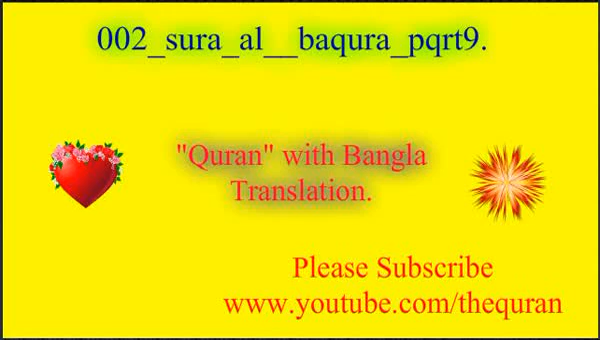 002_sura_al__baqura_pqrt9.
"Quran" with Bangla
Translation.
Please Subscribe
www.youtube.com/thequran